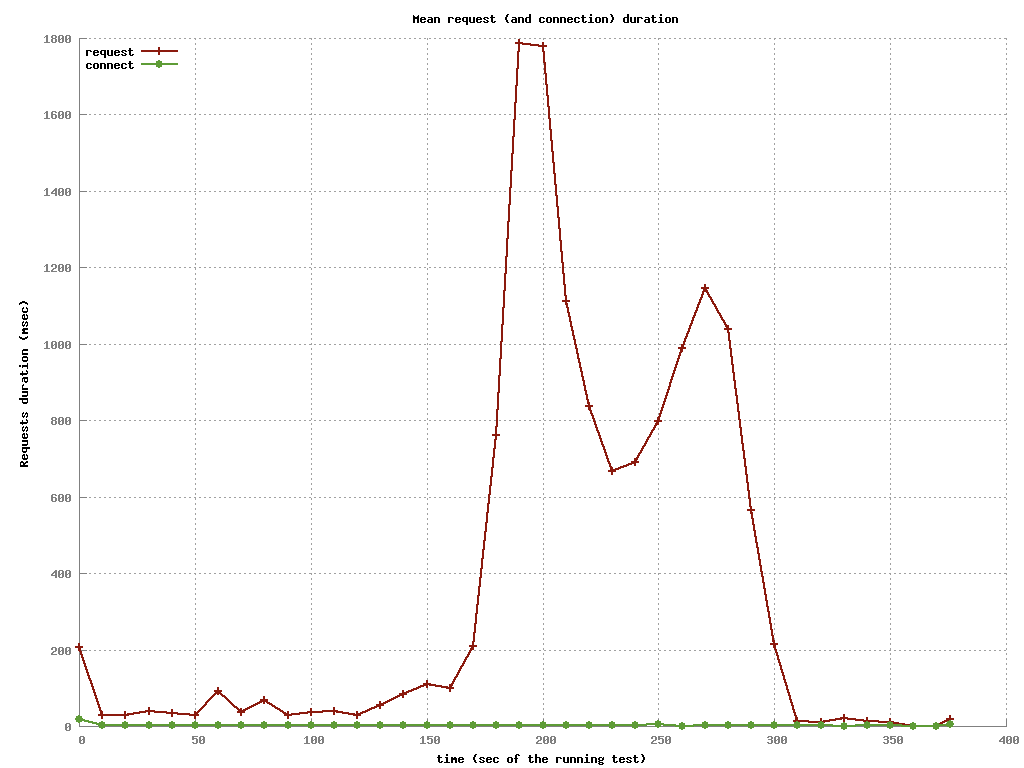 Mean request (and connection) duration
request
connect
Requests duration (msec)
1800
1600
1400
1200
1000
800
600
400
200
0
0 50 100 150 200 250 300 350 400
time (sec of the running test)